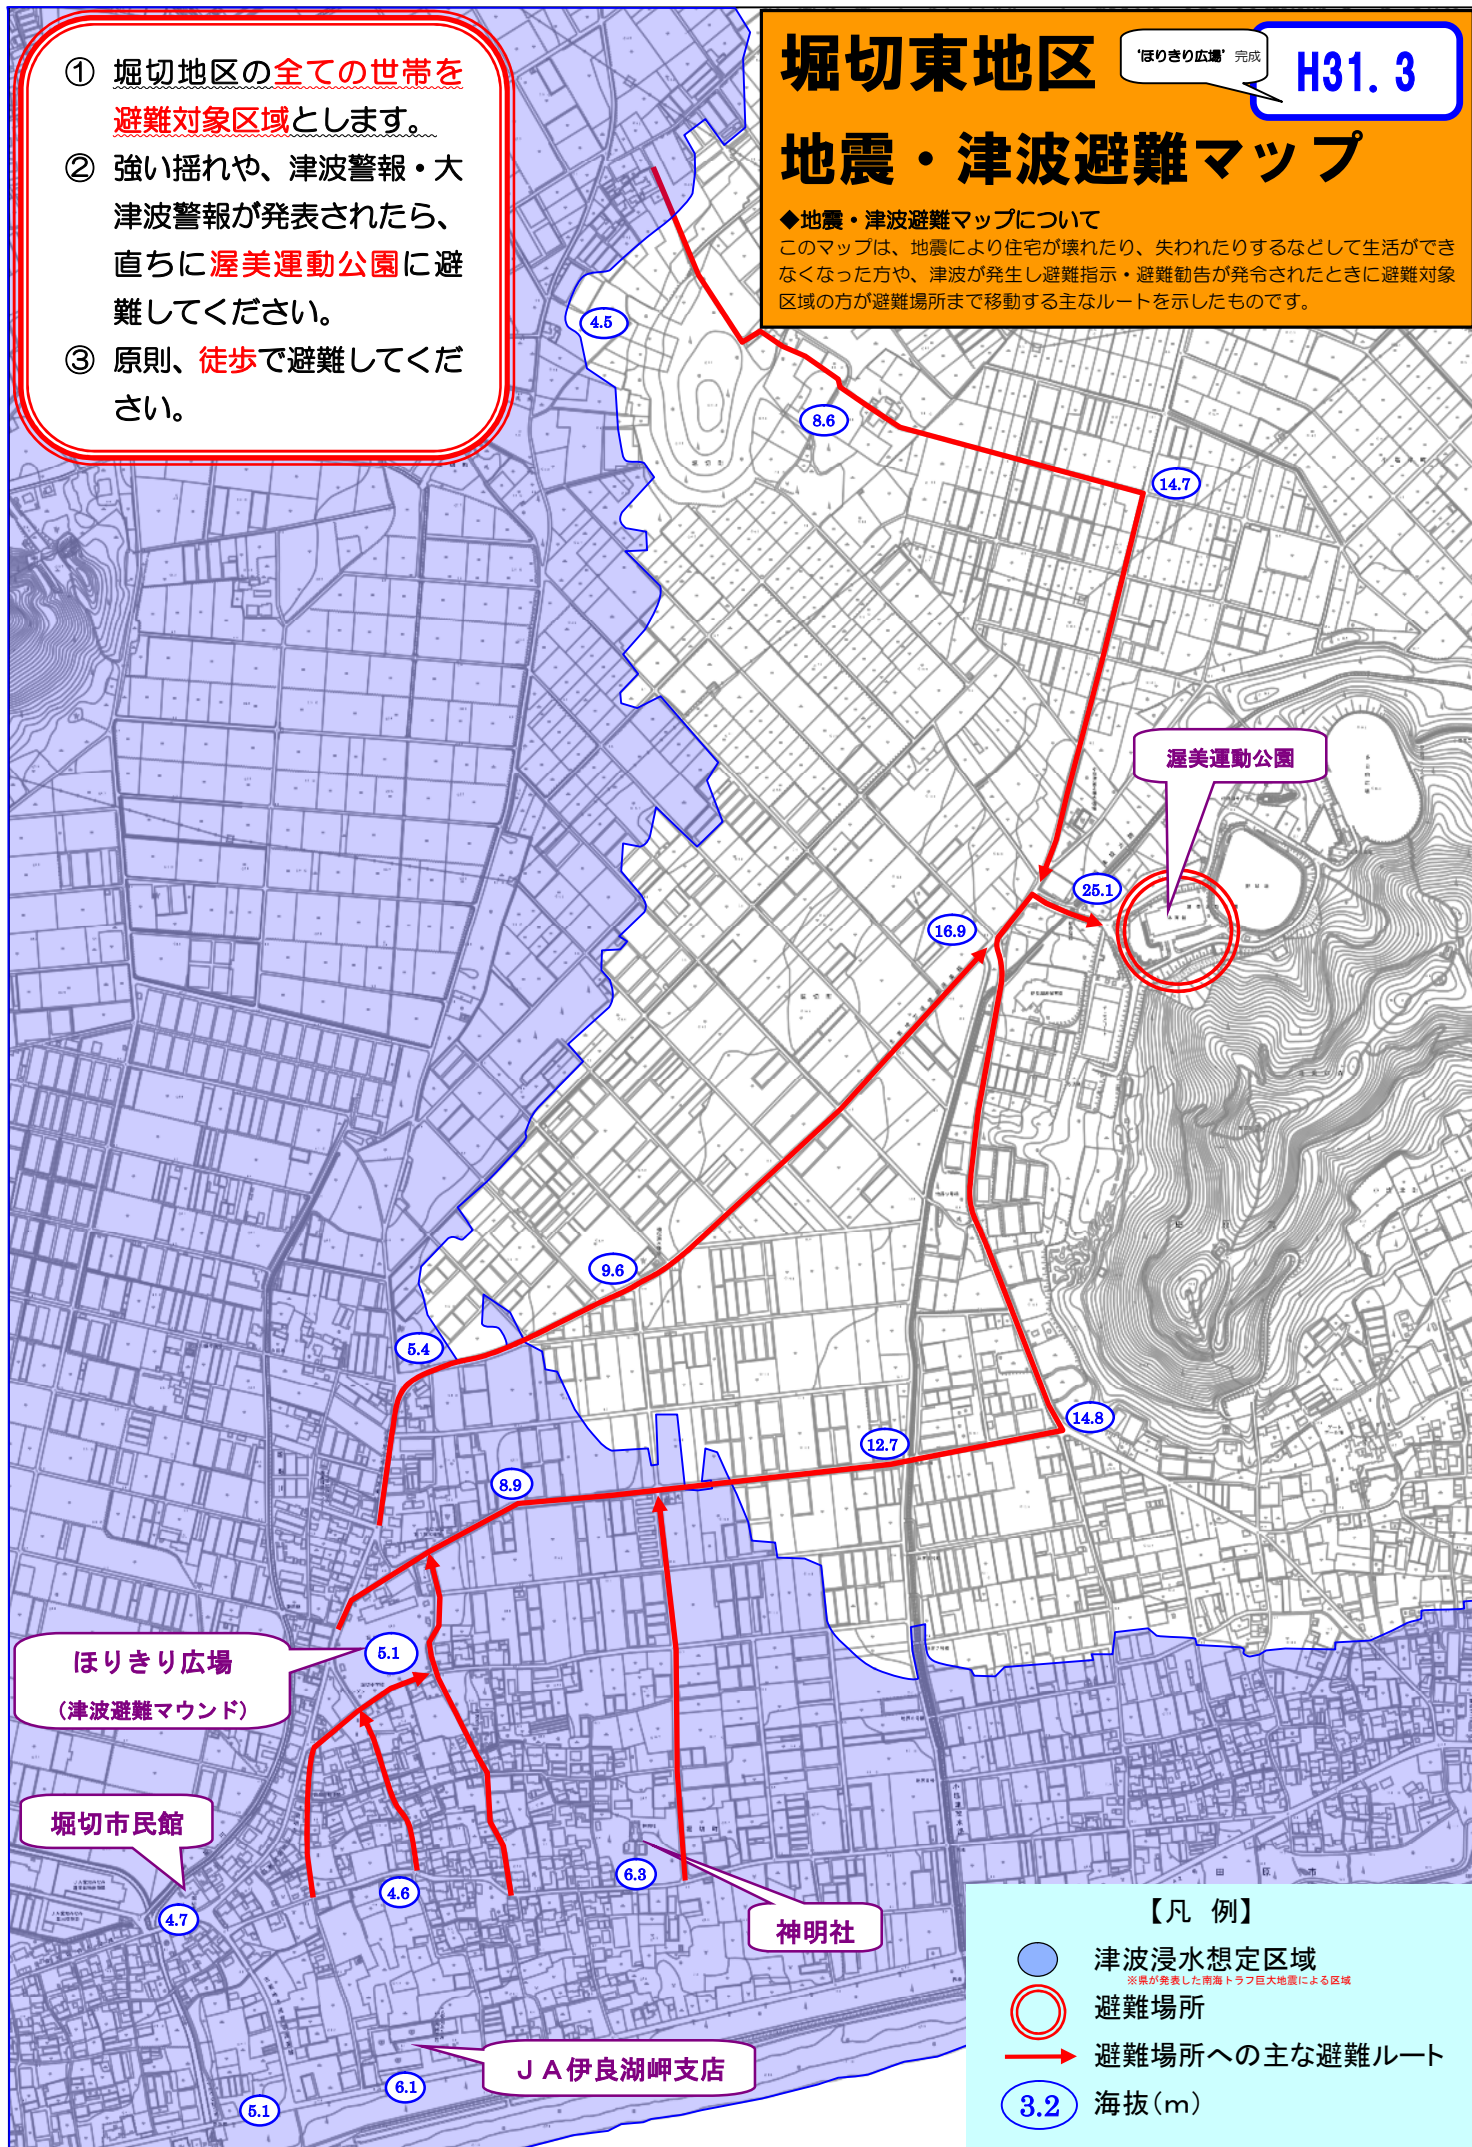 ① 堀切地区の全ての世帯を
避難対象区域とします。
② 強い揺れや、津波警報・大
津波警報が発表されたら、
直ちに渥美運動公園に避
難してください。
③ 原則、徒歩で避難してくだ
さい。
堀切東地区
‘ほりきり広場’完成
H31. 3
地震・津波避難マップ
◆地震・津波避難マップについて
このマップは、地震により住宅が壊れたり、失われたりするなどして生活ができ
なくなった方や、津波が発生し避難指示・避難勧告が発令されたときに避難対象
区域の方が避難場所まで移動する主なルートを示したものです。
4.5
8.6
14.7
堀切町
渥美運動公園
25.1
16.9
堀切町
9.6
5.4
14.8
12.7
8.9
ほりきり広場
（津波避難マウンド）
5.1
堀切市民館
4.7
4.6
6.3
堀切町
神明社
田原市
JA伊良湖岬支店
6.1
5.1
【凡 例】
津波浸水想定区域
※県が発表した南海トラフ巨大地震による区域
避難場所
避難場所への主な避難ルート
3.2 海抜（m）